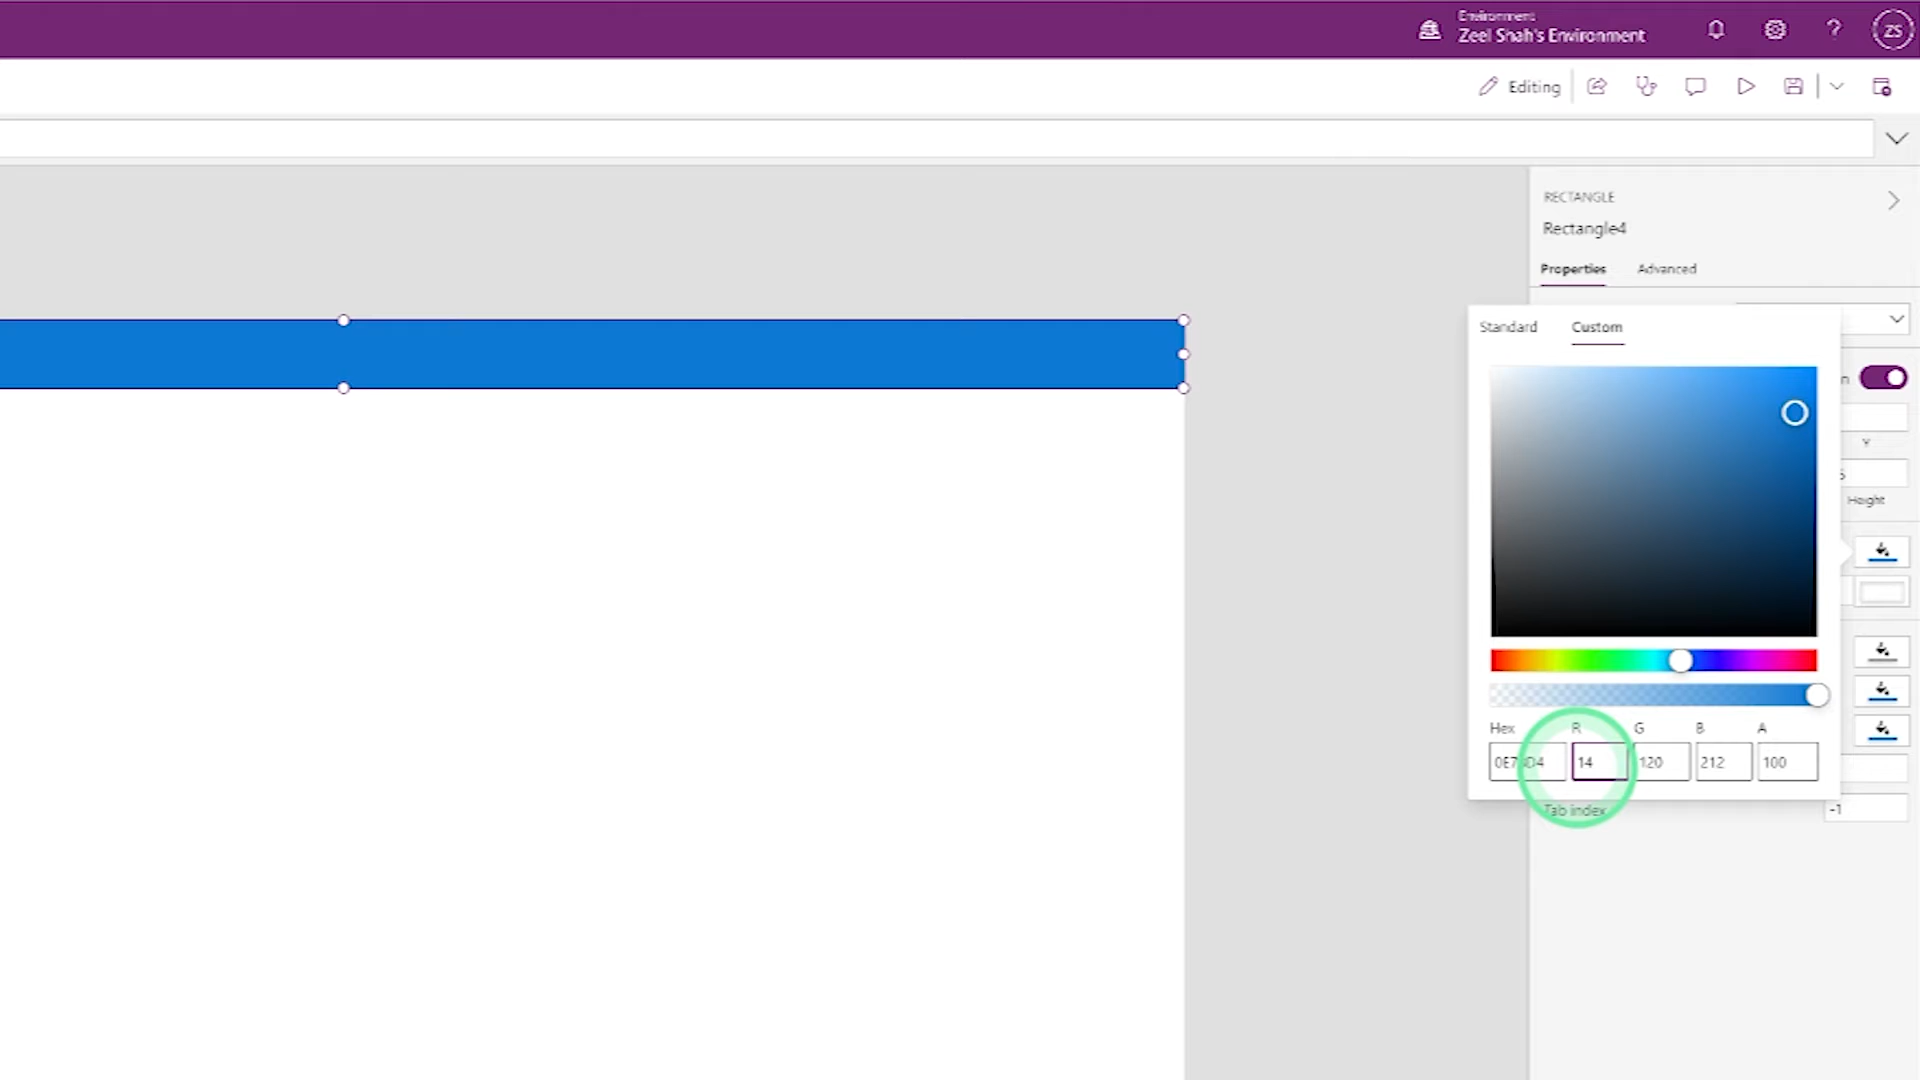 Environment
Zeel Shah's Environment
ZS
Editing
RECTANGLE
Rectangle4
Properties Advanced
Standard Custom
Y
Height
Hex R G B A
14 120 212 100
Tab index
-1